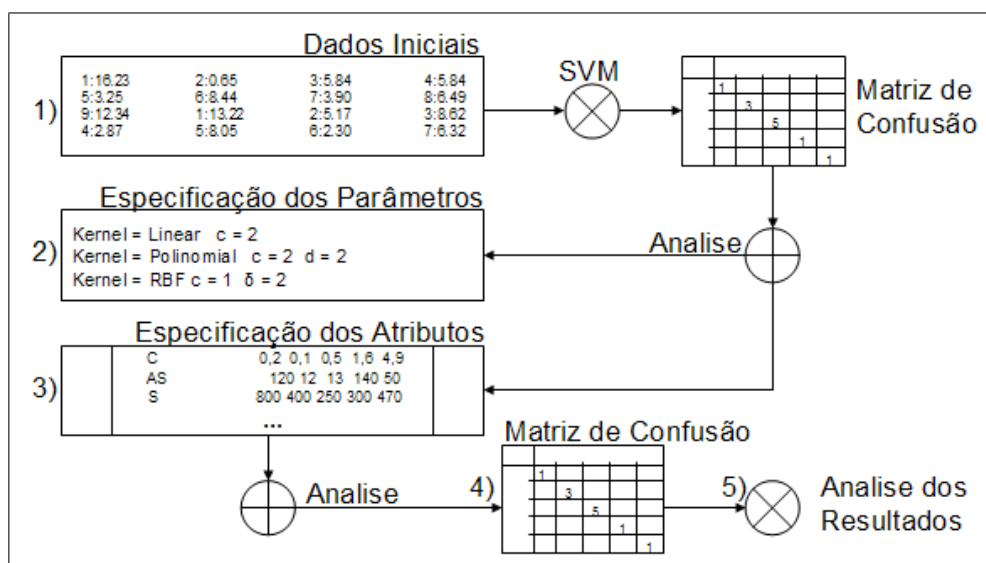 Dados Iniciais
1) 1:16.23 2:0.65 3:5.84 4:5.84
5:3.25 6:8.44 7:3.90 8:6.49
9:12.34 1:13.22 2:5.17 3:8.62
4:2.87 5:8.05 6:2.30 7:6.32
SVM
1
3
5
1
1
Matriz de
Confusão
Especificação dos Parâmetros
2) Kernel = Linear c = 2
Kernel = Polinomial c = 2 d = 2
Kernel = RBF c = 1 δ = 2
Analise
Especificação dos Atributos
3) C 0,2 0,1 0,5 1,6 4,9
AS 120 12 13 140 50
S 800 400 250 300 470
...
Analise
Matriz de Confusão
4)
1
3
5
1
1
5)
Analise dos
Resultados